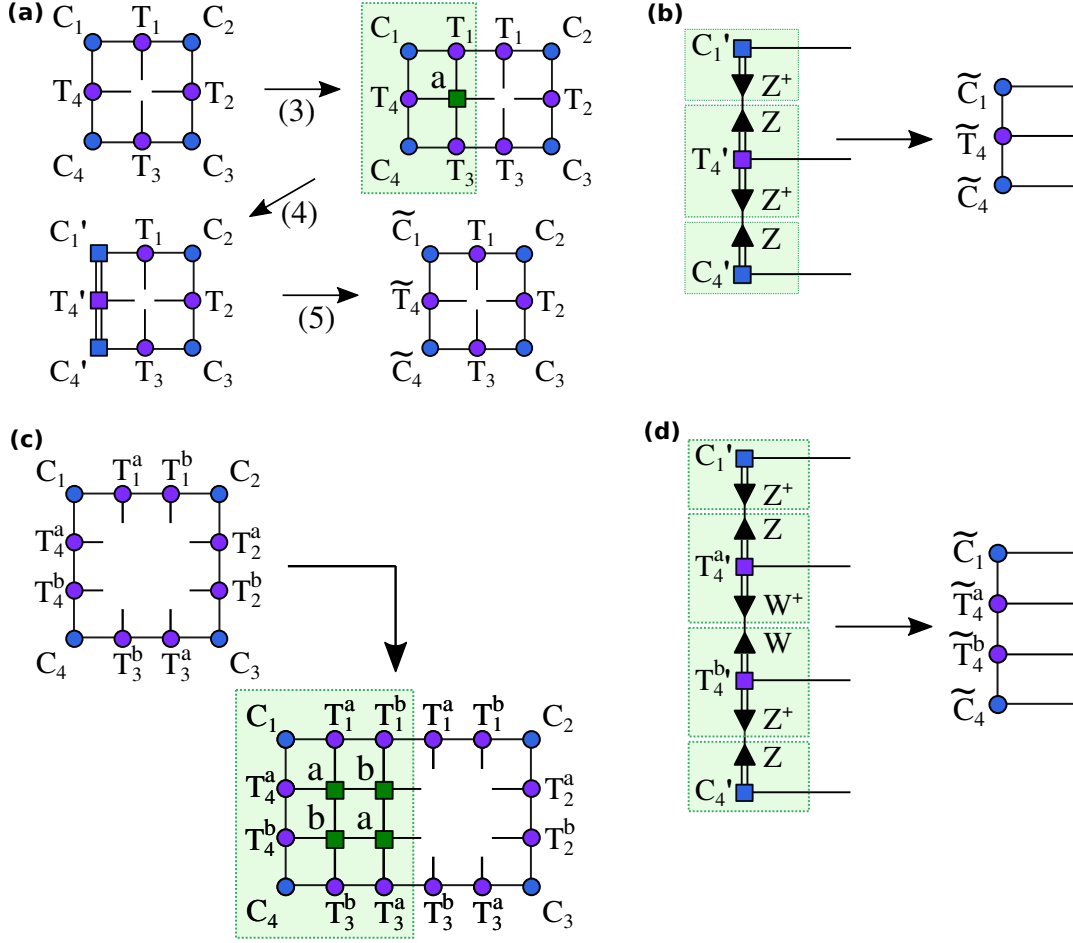 (a)
C₁ T₁ C₂
T₄ T₂
C₄ T₃ C₃
(3)
C₁ T₁ T₁ C₂
a
T₄ T₂
C₄ T₃ T₃ C₃
(4)
C₁' T₁ C₂
T₄' T₂
C₄' T₃ C₃
(5)
C̃₁ T₁ C₂
T̃₄ T₂
C̃₄ T₃ C₃
(b)
C₁'
Z⁺
Z
T₄'
Z⁺
Z
C₄'
C̃₁
T̃₄
C̃₄
(c)
C₁ T₁ᵃ T₁ᵇ C₂
T₄ᵃ T₂ᵃ
T₄ᵇ T₂ᵇ
C₄ T₃ᵇ T₃ᵃ C₃
C₁ T₁ᵃ T₁ᵇ T₁ᵃ T₁ᵇ C₂
a b
T₄ᵃ T₂ᵃ
b a
T₄ᵇ T₂ᵇ
C₄ T₃ᵇ T₃ᵃ T₃ᵇ T₃ᵃ C₃
(d)
C₁'
Z⁺
Z
T₄ᵃ'
W⁺
W
T₄ᵇ'
Z⁺
Z
C₄'
C̃₁
T̃₄ᵃ
T̃₄ᵇ
C̃₄